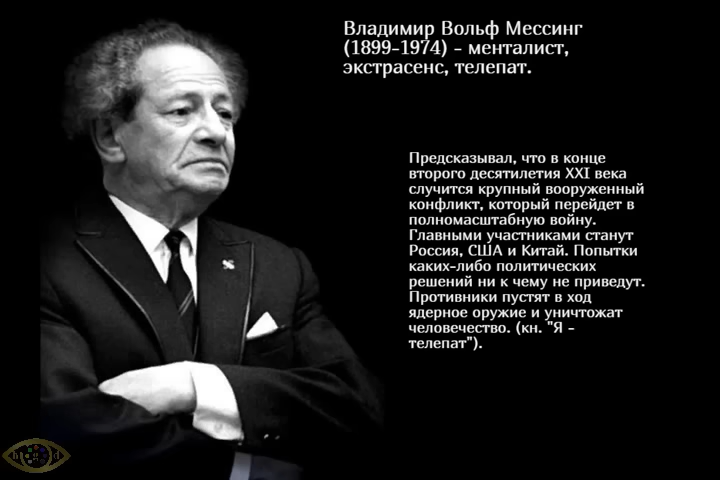 Владимир Вольф Мессинг
(1899-1974) - менталист,
экстрасенс, телепат.
Предсказывал, что в конце
второго десятилетия XXI века
случится крупный вооруженный
конфликт, который перейдет в
полномасштабную войну.
Главными участниками станут
Россия, США и Китай. Попытки
каких-либо политических
решений ни к чему не приведут.
Противники пустят в ход
ядерное оружие и уничтожат
человечество. (кн. "Я -
телепат").